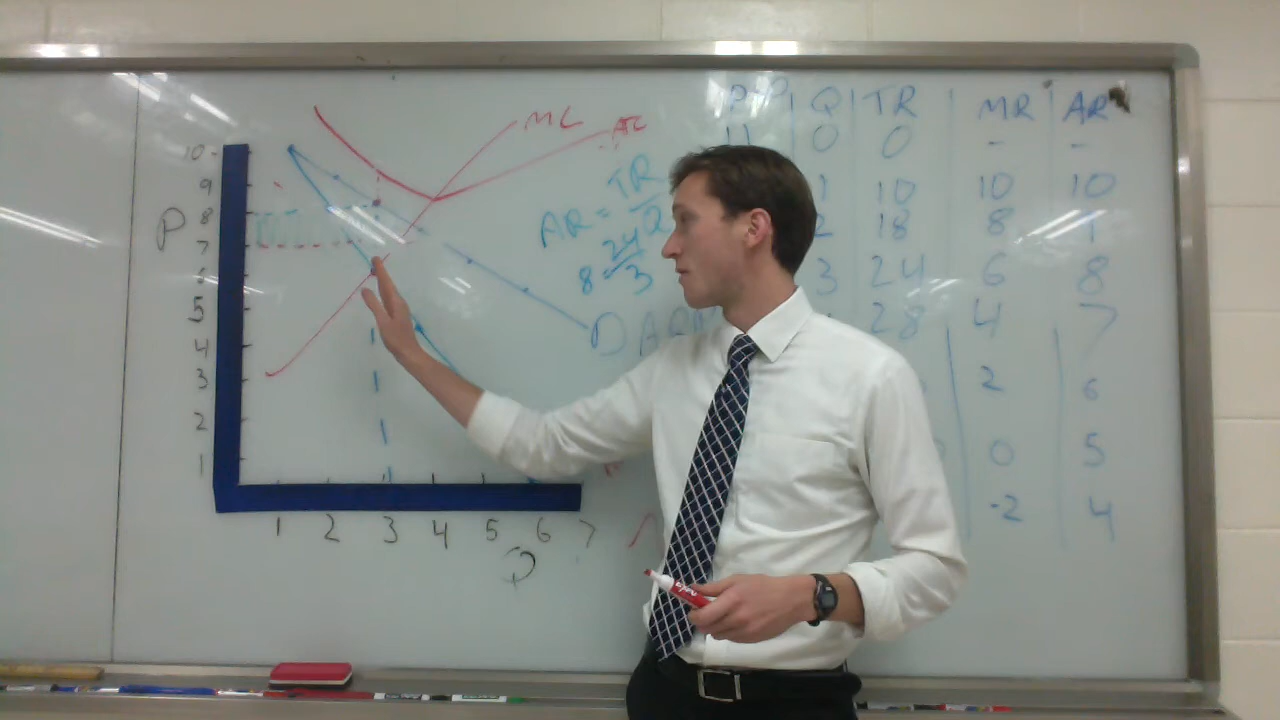 MC
ATC
P Q TR MR AR
11 0 0 - -
1 10 10 10
2 18 8
3 24 6 8
28 4 7
2 6
0 5
-2 4
AR = TR
8 = 24/3
D
P
10
9
8
7
6
5
4
3
2
1
1 2 3 4 5 6 7
Q